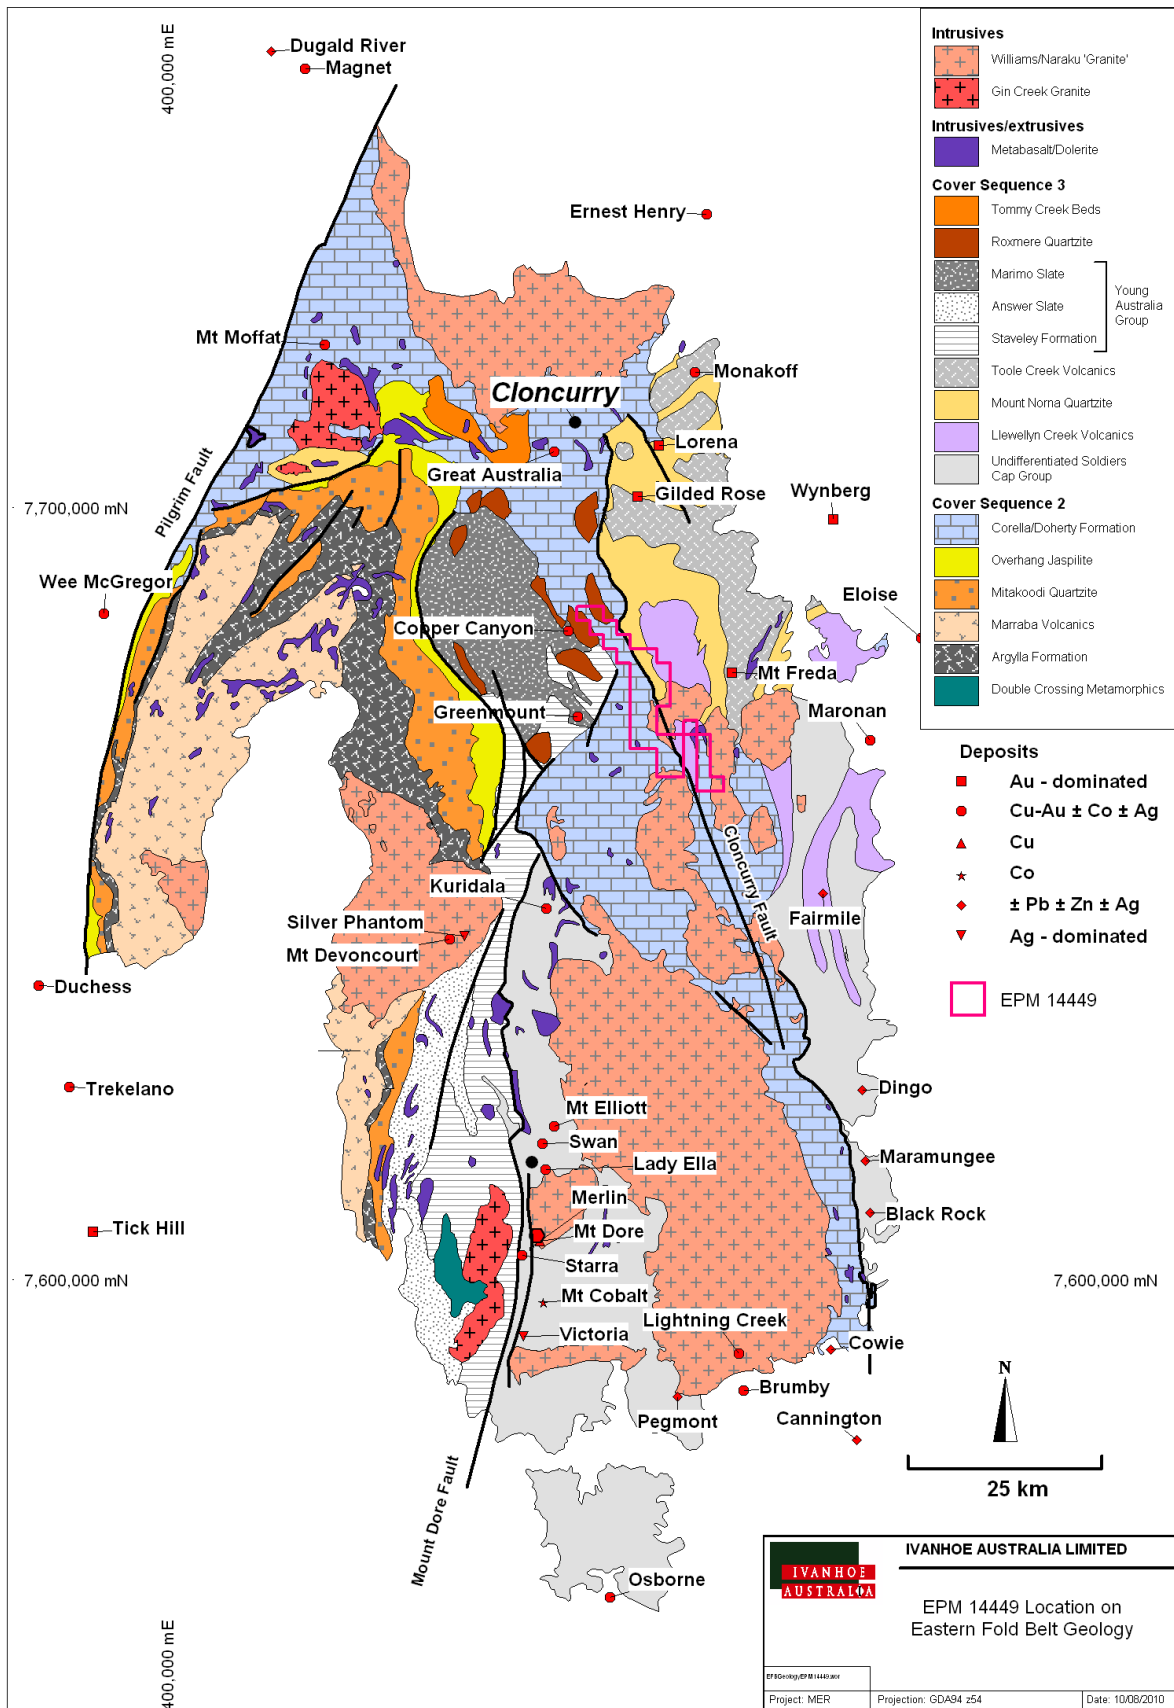 400,000 mE
Dugald River
Magnet
Ernest Henry
Mt Moffat
Cloncurry
Monakoff
Lorena
Great Australia
Gilded Rose
Wynberg
Pilgrim Fault
7,700,000 mN
Wee McGregor
Eloise
Copper Canyon
Mt Freda
Greenmount
Maronan
Cloncurry Fault
Kuridala
Fairmile
Silver Phantom
Mt Devoncourt
Duchess
Trekelano
Dingo
Mt Elliott
Swan
Lady Ella
Maramungee
Merlin
Black Rock
Tick Hill
Mt Dore
Starra
7,600,000 mN
7,600,000 mN
Mt Cobalt
Victoria
Lightning Creek
Cowie
Brumby
Pegmont
Cannington
Mount Dore Fault
Osborne
400,000 mE
Intrusives
Williams/Naraku 'Granite'
Gin Creek Granite
Intrusives/extrusives
Metabasalt/Dolerite
Cover Sequence 3
Tommy Creek Beds
Roxmere Quartzite
Marimo Slate
Answer Slate
Staveley Formation
Young
Australia
Group
Toole Creek Volcanics
Mount Norna Quartzite
Llewellyn Creek Volcanics
Undifferentiated Soldiers
Cap Group
Cover Sequence 2
Corella/Doherty Formation
Overhang Jaspilite
Mitakoodi Quartzite
Marraba Volcanics
Argylla Formation
Double Crossing Metamorphics
Deposits
Au - dominated
Cu-Au ± Co ± Ag
Cu
Co
± Pb ± Zn ± Ag
Ag - dominated
EPM 14449
N
25 km
IVANHOE
AUSTRALIA
IVANHOE AUSTRALIA LIMITED
EPM 14449 Location on
Eastern Fold Belt Geology
Project: MER
Projection: GDA94 z54
Date: 10/08/2010